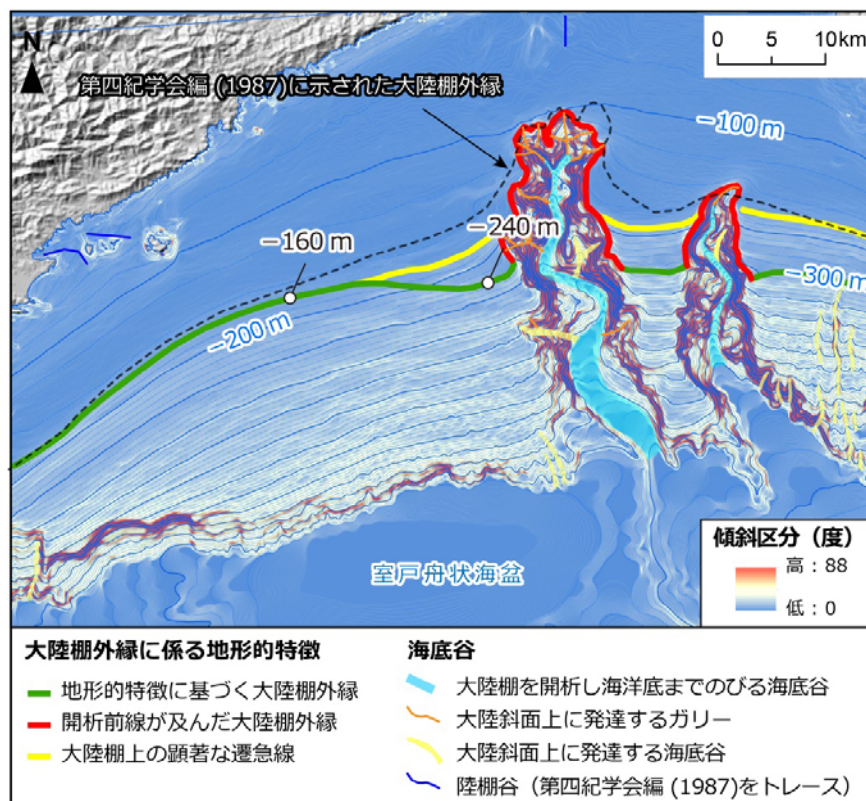 N
0 5 10km
第四紀学会編 (1987)に示された大陸棚外縁
−100 m
−240 m
−160 m
−300 m
−200 m
室戸舟状海盆
傾斜区分（度）
高：88
低：0
大陸棚外縁に係る地形的特徴
地形的特徴に基づく大陸棚外縁
開析前線が及んだ大陸棚外縁
大陸棚上の顕著な遷急線
海底谷
大陸棚を開析し海洋底までのびる海底谷
大陸斜面上に発達するガリー
大陸斜面上に発達する海底谷
陸棚谷（第四紀学会編 (1987)をトレース）